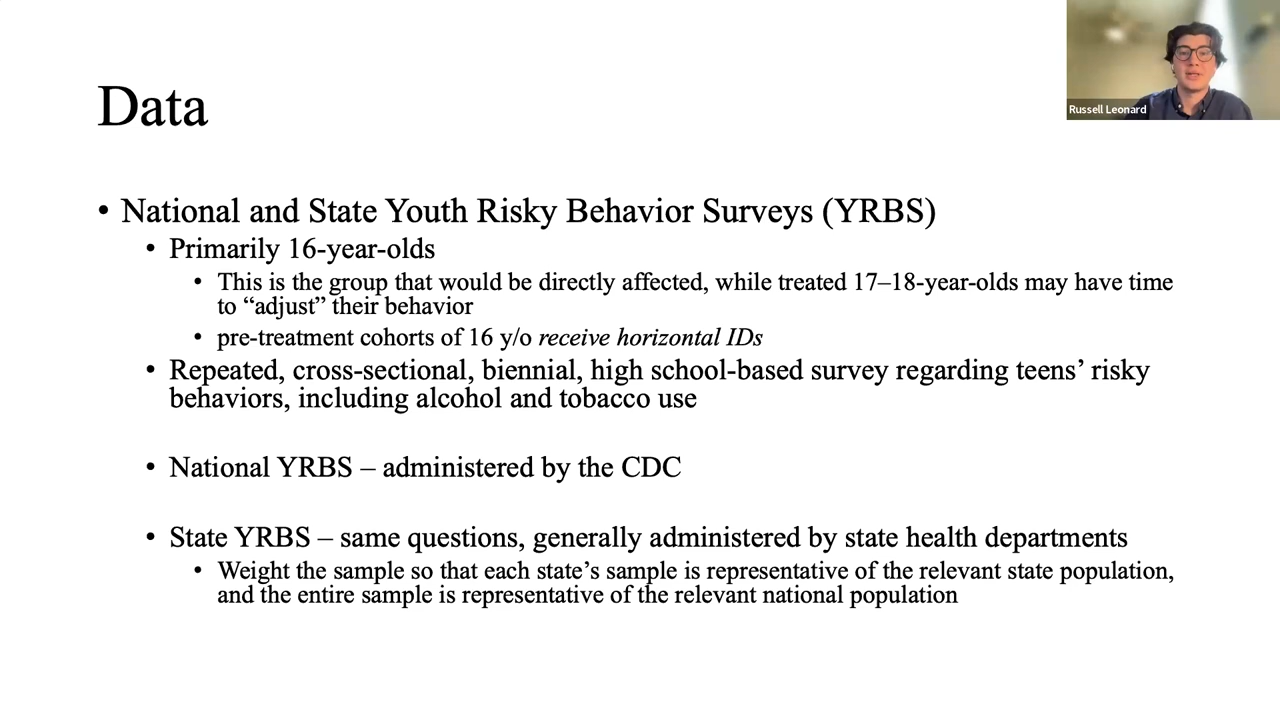 Russell Leonard
Data
• National and State Youth Risky Behavior Surveys (YRBS)
• Primarily 16-year-olds
• This is the group that would be directly affected, while treated 17–18-year-olds may have time
to “adjust” their behavior
• pre-treatment cohorts of 16 y/o receive horizontal IDs
• Repeated, cross-sectional, biennial, high school-based survey regarding teens’ risky
behaviors, including alcohol and tobacco use
• National YRBS – administered by the CDC
• State YRBS – same questions, generally administered by state health departments
• Weight the sample so that each state’s sample is representative of the relevant state population,
and the entire sample is representative of the relevant national population